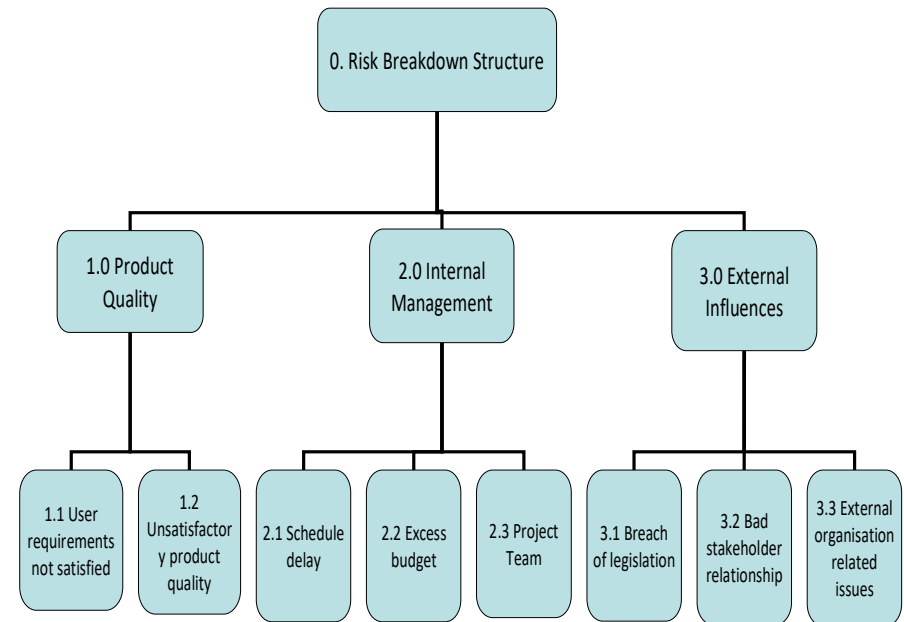 0. Risk Breakdown Structure
1.0 Product
Quality
2.0 Internal
Management
3.0 External
Influences
1.1 User
requirements
not satisfied
1.2
Unsatisfactor
y product
quality
2.1 Schedule
delay
2.2 Excess
budget
2.3 Project
Team
3.1 Breach
of legislation
3.2 Bad
stakeholder
relationship
3.3 External
organisation
related
issues